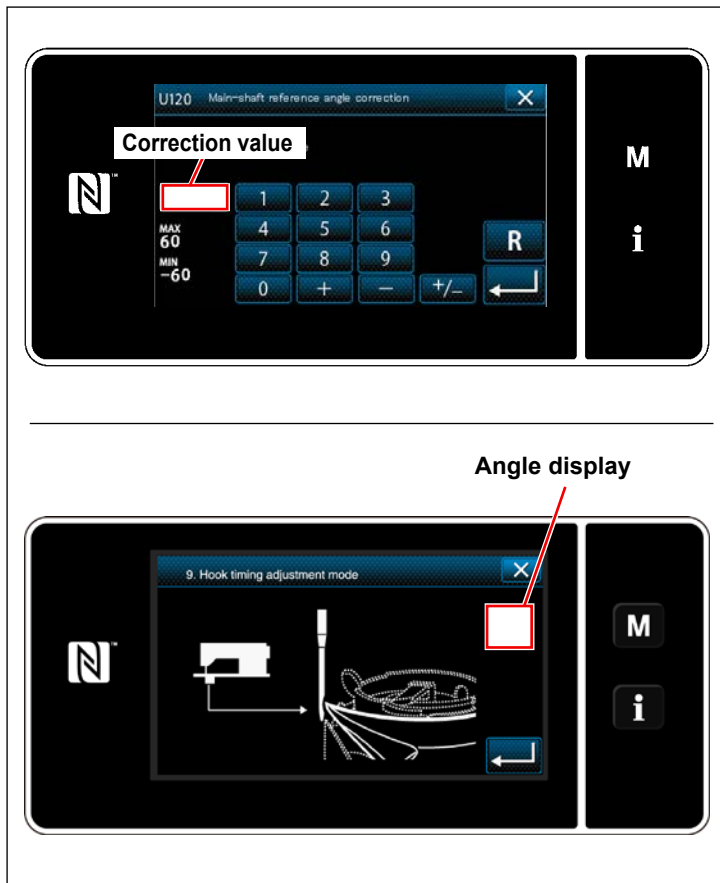 U120 Main-shaft reference angle correction
Correction value
M
1 2 3
MAX
60
4 5 6
R
i
MIN
−60
7 8 9
0 + − +/−
Angle display
9. Hook timing adjustment mode
M
i